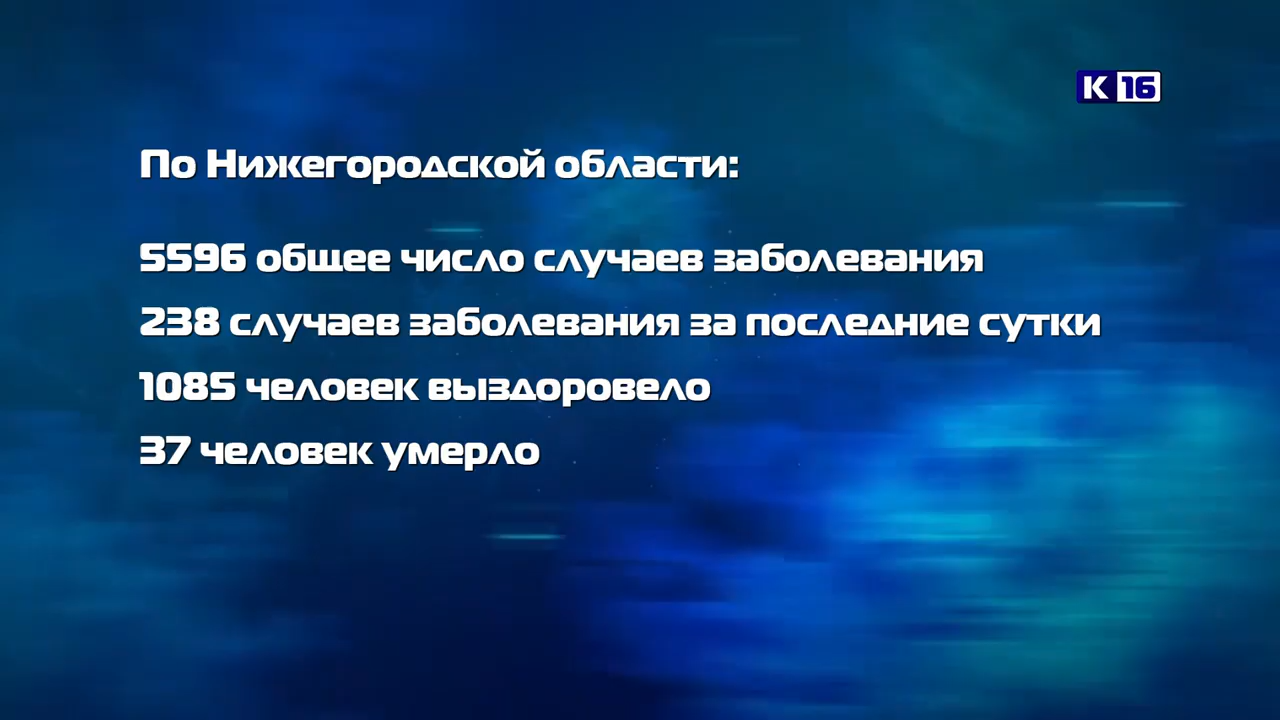 К 16
По Нижегородской области:
5596 общее число случаев заболевания
238 случаев заболевания за последние сутки
1085 человек выздоровело
37 человек умерло